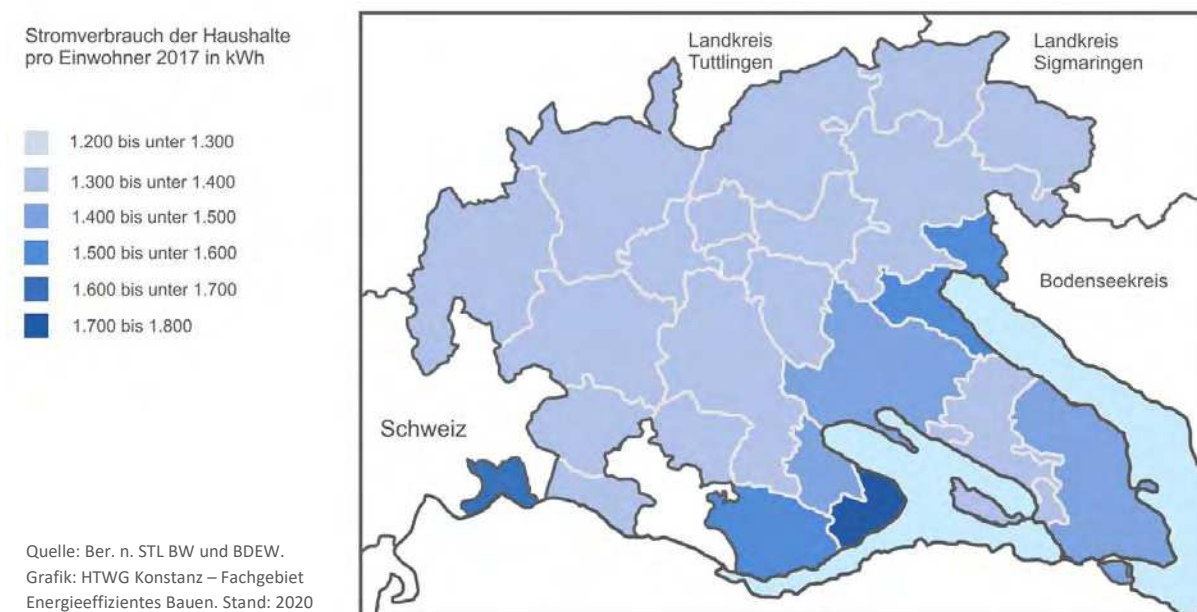 Stromverbrauch der Haushalte
pro Einwohner 2017 in kWh
1.200 bis unter 1.300
1.300 bis unter 1.400
1.400 bis unter 1.500
1.500 bis unter 1.600
1.600 bis unter 1.700
1.700 bis 1.800
Landkreis
Tuttlingen
Landkreis
Sigmaringen
Bodenseekreis
Schweiz
Quelle: Ber. n. STL BW und BDEW.
Grafik: HTWG Konstanz – Fachgebiet
Energieeffizientes Bauen. Stand: 2020